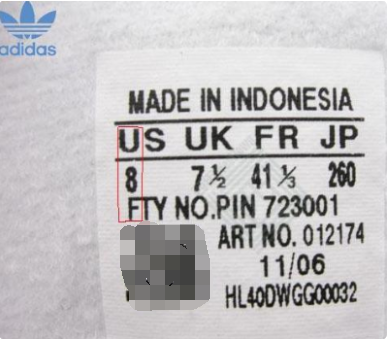 adidas
MADE IN INDONESIA
US UK FR JP
8 7½ 41⅓ 260
FTY NO.PIN 723001
ART NO. 012174
11/06
HL40DWGG00032